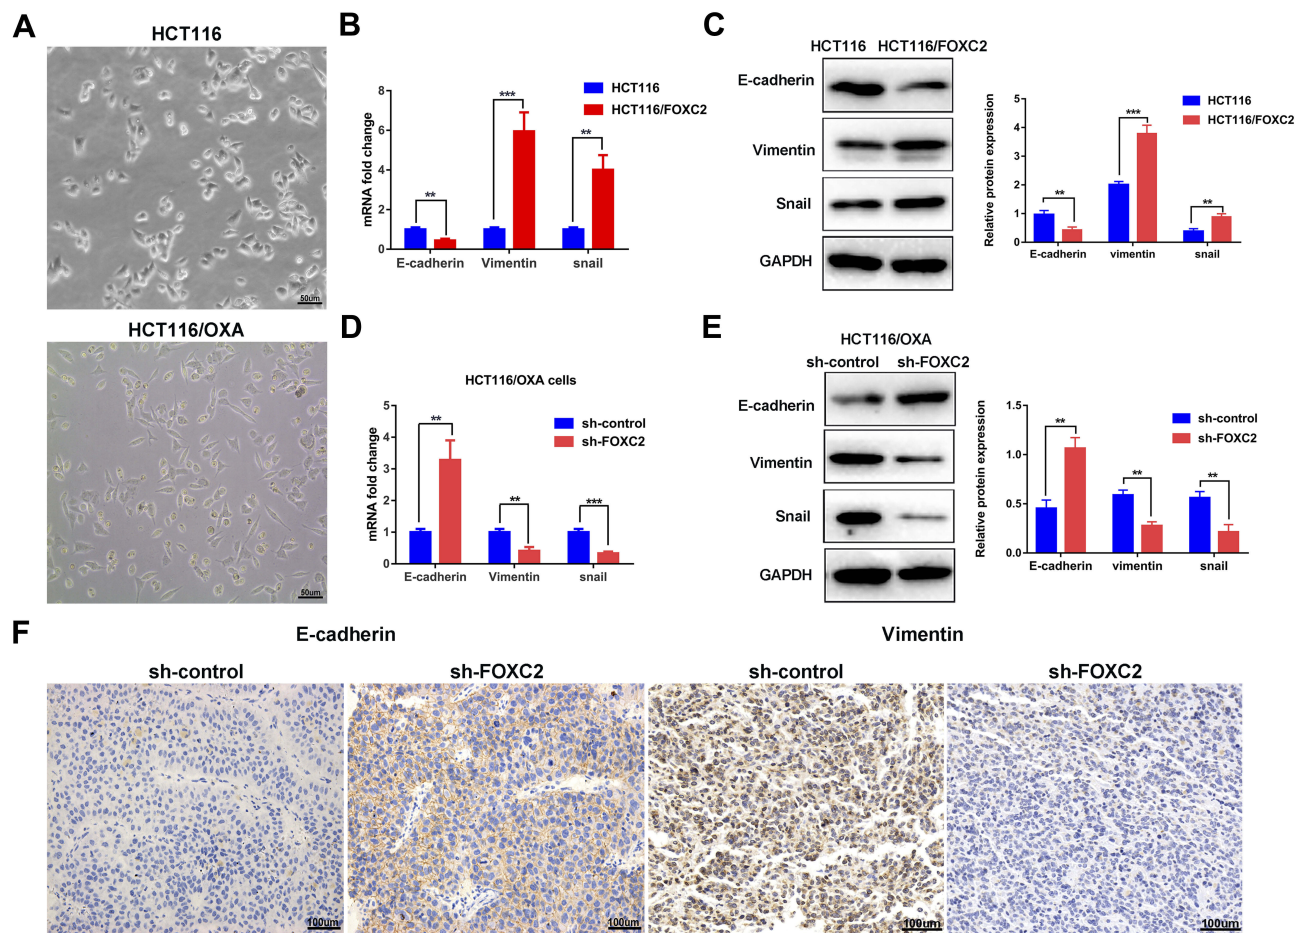 A
HCT116
50um
HCT116/OXA
50um
B
HCT116
HCT116/FOXC2
mRNA fold change
8
6
4
2
0
**
***
**
E-cadherin
Vimentin
snail
C
HCT116
HCT116/FOXC2
E-cadherin
Vimentin
Snail
GAPDH
HCT116
HCT116/FOXC2
Relative protein expression
5
4
3
2
1
0
**
***
**
E-cadherin
vimentin
snail
D
HCT116/OXA cells
sh-control
sh-FOXC2
mRNA fold change
5
4
3
2
1
0
**
**
***
E-cadherin
Vimentin
snail
E
HCT116/OXA
sh-control
sh-FOXC2
E-cadherin
Vimentin
Snail
GAPDH
sh-control
sh-FOXC2
Relative protein expression
1.5
1.0
0.5
0.0
**
**
**
E-cadherin
vimentin
snail
F
E-cadherin
Vimentin
sh-control
sh-FOXC2
sh-control
sh-FOXC2
100um
100um
100um
100um